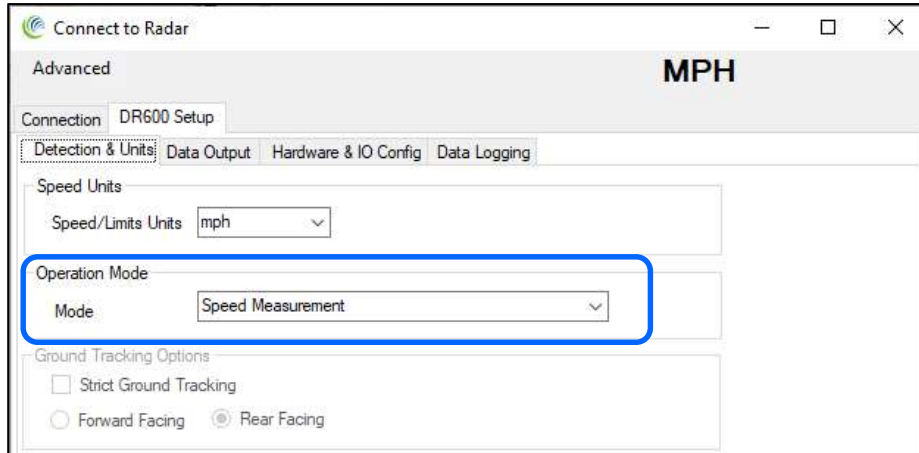 Connect to Radar
Advanced MPH
Connection DR600 Setup
Detection & Units Data Output Hardware & IO Config Data Logging
Speed Units
Speed/Limits Units mph
Operation Mode
Mode Speed Measurement
Ground Tracking Options
Strict Ground Tracking
Forward Facing Rear Facing